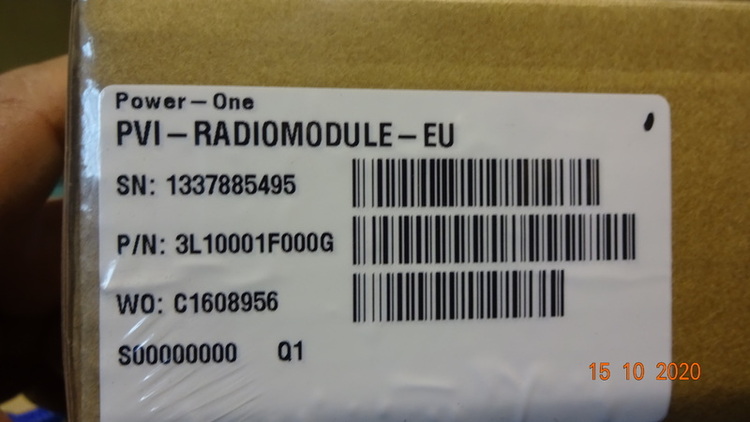 Power-One
PVI-RADIOMODULE-EU
SN: 1337885495
P/N: 3L10001F000G
WO: C1608956
S00000000 Q1
15 10 2020